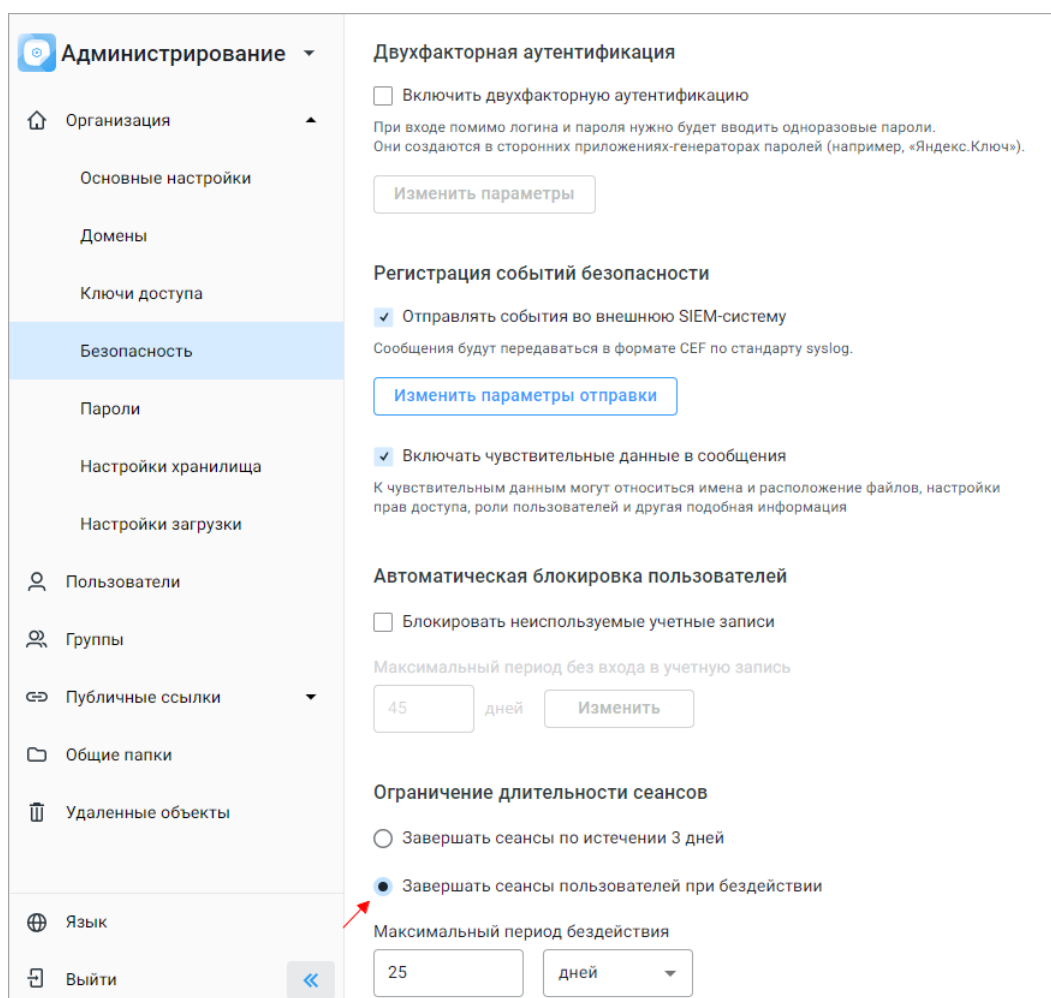 Администрирование
Организация
Основные настройки
Домены
Ключи доступа
Безопасность
Пароли
Настройки хранилища
Настройки загрузки
Пользователи
Группы
Публичные ссылки
Общие папки
Удаленные объекты
Язык
Выйти
Двухфакторная аутентификация
Включить двухфакторную аутентификацию
При входе помимо логина и пароля нужно будет вводить одноразовые пароли.
Они создаются в сторонних приложениях-генераторах паролей (например, «Яндекс.Ключ»).
Изменить параметры
Регистрация событий безопасности
Отправлять события во внешнюю SIEM-систему
Сообщения будут передаваться в формате CEF по стандарту syslog.
Изменить параметры отправки
Включать чувствительные данные в сообщения
К чувствительным данным могут относиться имена и расположение файлов, настройки
прав доступа, роли пользователей и другая подобная информация
Автоматическая блокировка пользователей
Блокировать неиспользуемые учетные записи
Максимальный период без входа в учетную запись
45 дней Изменить
Ограничение длительности сеансов
Завершать сеансы по истечении 3 дней
Завершать сеансы пользователей при бездействии
Максимальный период бездействия
25 дней